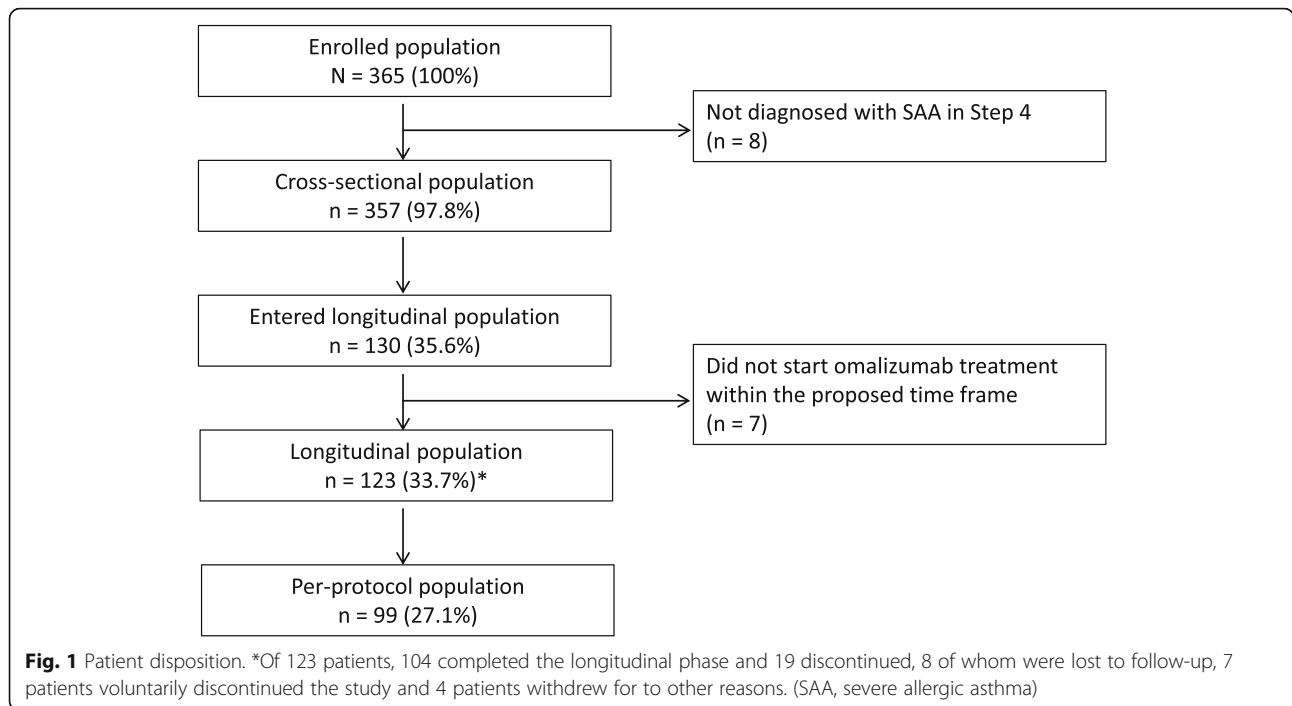 Enrolled population
N = 365 (100%)
Not diagnosed with SAA in Step 4
(n = 8)
Cross-sectional population
n = 357 (97.8%)
Entered longitudinal population
n = 130 (35.6%)
Did not start omalizumab treatment
within the proposed time frame
(n = 7)
Longitudinal population
n = 123 (33.7%)*
Per-protocol population
n = 99 (27.1%)
Fig. 1 Patient disposition. *Of 123 patients, 104 completed the longitudinal phase and 19 discontinued, 8 of whom were lost to follow-up, 7
patients voluntarily discontinued the study and 4 patients withdrew for to other reasons. (SAA, severe allergic asthma)